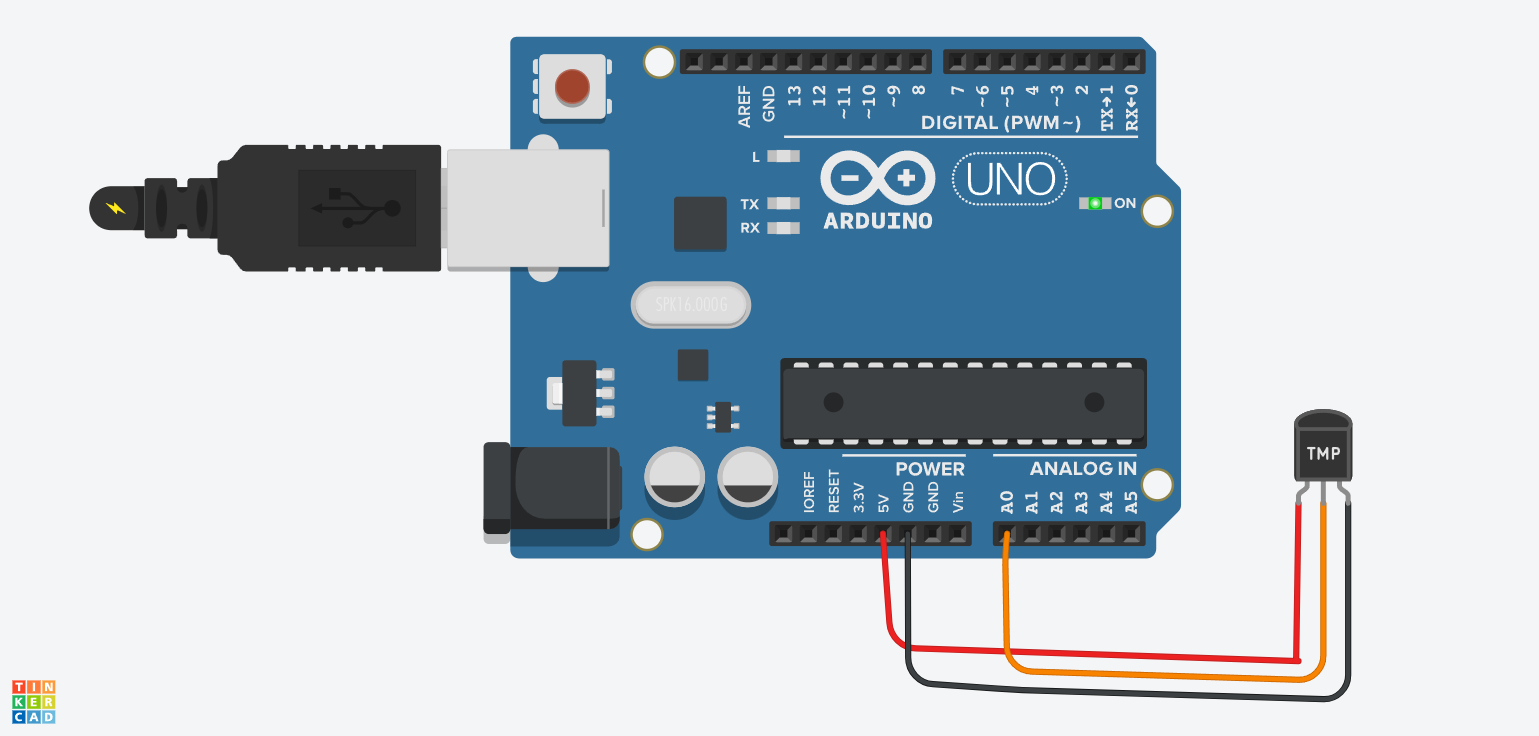 AREF
GND
13
12
~11
~10
~9
8
7
~6
~5
4
~3
2
TX→1
RX←0
DIGITAL (PWM ~)
L
TX
RX
ARDUINO
UNO
ON
SPK16.000G
TMP
POWER
ANALOG IN
IOREF
RESET
3.3V
5V
GND
GND
Vin
A0
A1
A2
A3
A4
A5
TIN
KER
CAD